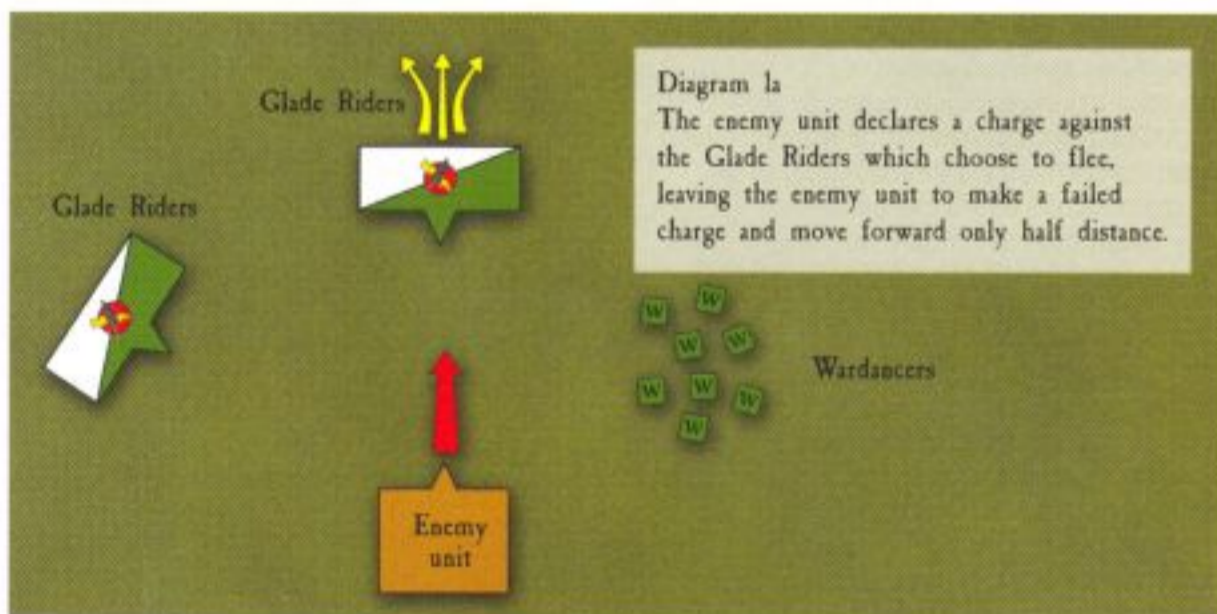 Glade Riders
Diagram 1a
The enemy unit declares a charge against
the Glade Riders which choose to flee,
leaving the enemy unit to make a failed
charge and move forward only half distance.
Glade Riders
W
W
W
W
W
W
W
W
Wardancers
Enemy
unit